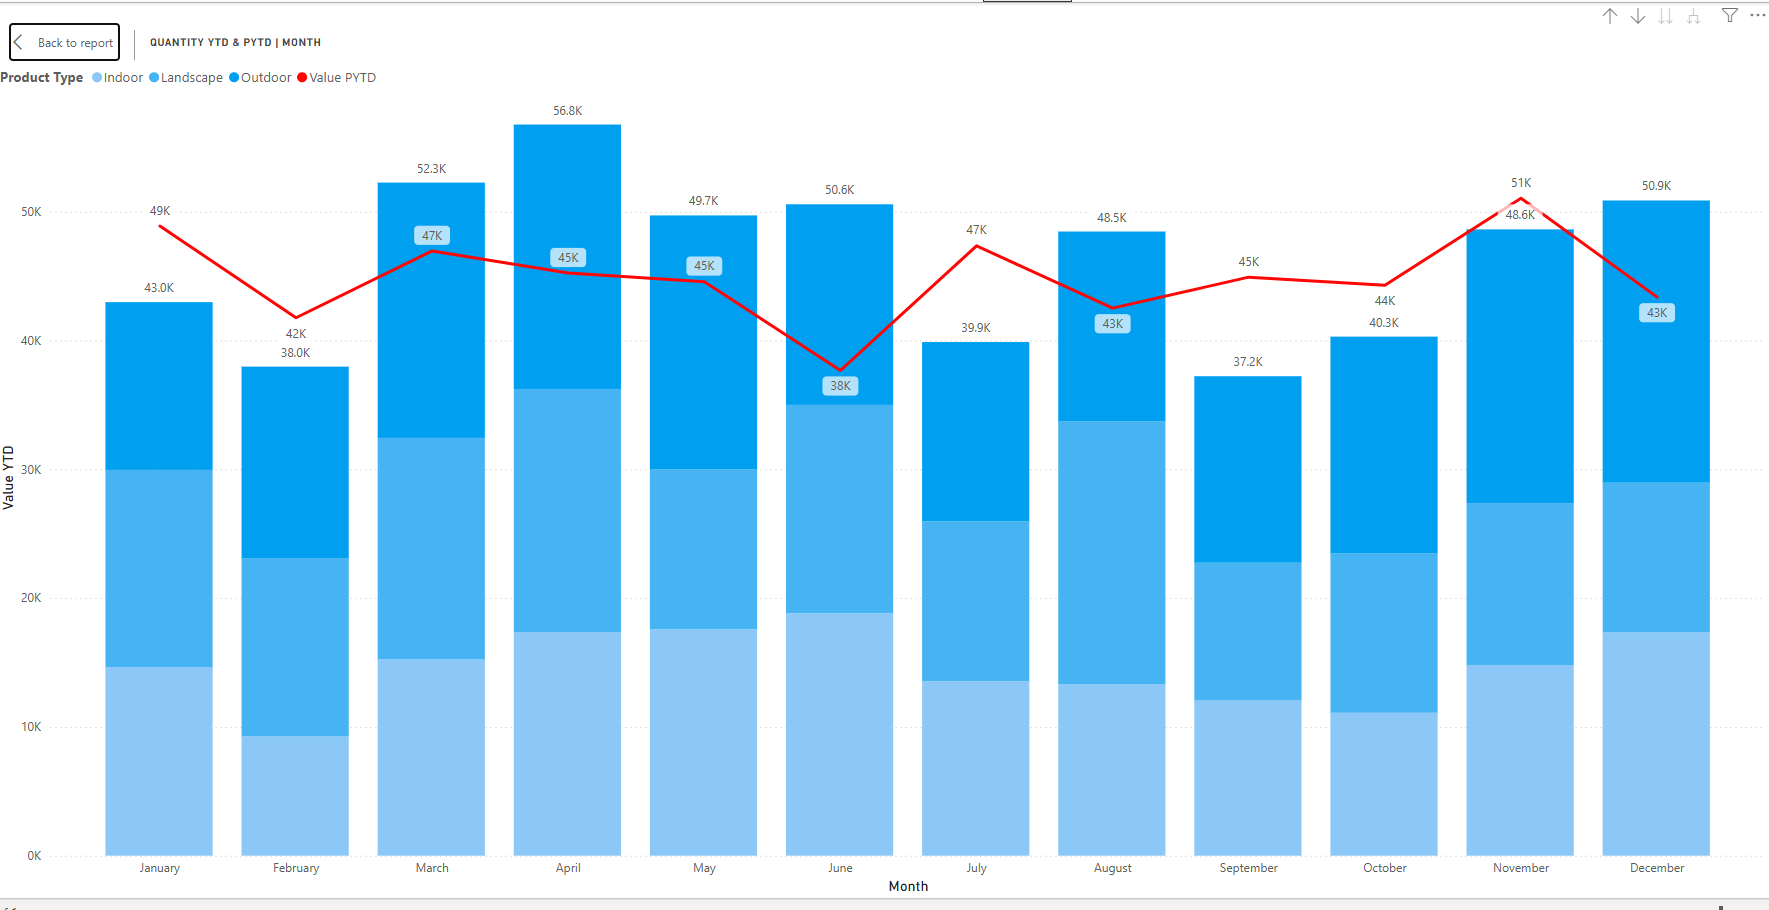 Back to report
QUANTITY YTD & PYTD | MONTH
Product Type Indoor Landscape Outdoor Value PYTD
56.8K
52.3K
50.6K
51K
50.9K
49.7K
50K
49K
48.6K
48.5K
47K
47K
45K
45K
45K
43.0K
44K
43K
43K
42K
40.3K
39.9K
40K
38.0K
37.2K
38K
30K
Value YTD
20K
10K
0K
January February March April May June July August September October November December
Month